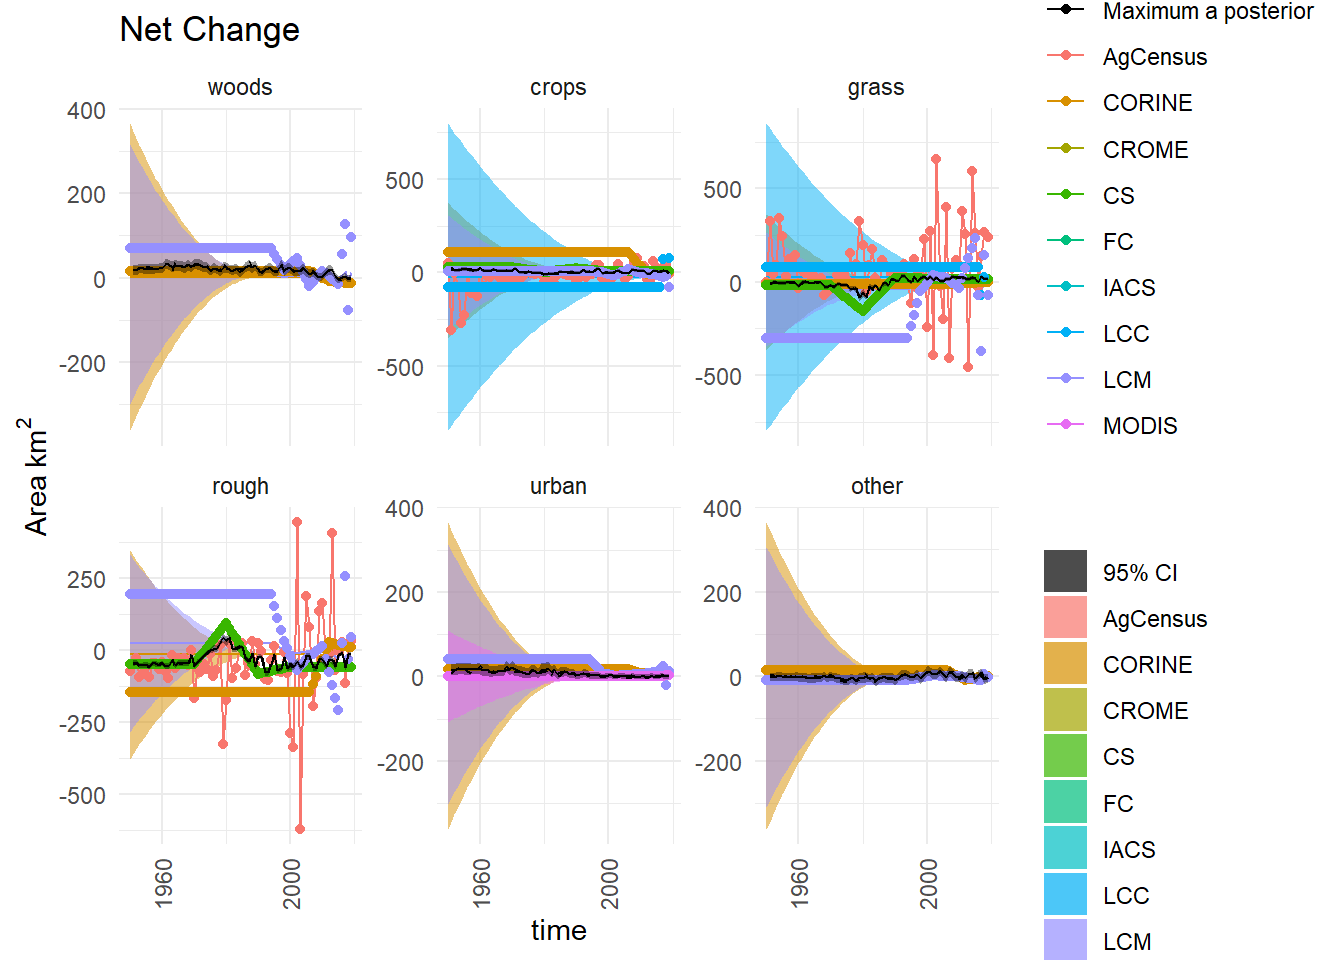 Net Change
woods
crops
grass
400
200
0
-200
500
0
-500
500
0
-500
rough
urban
other
250
0
-250
-500
400
200
0
-200
400
200
0
-200
1960
2000
1960
2000
1960
2000
time
Area km²
Maximum a posterior
AgCensus
CORINE
CROME
CS
FC
IACS
LCC
LCM
MODIS
95% CI
AgCensus
CORINE
CROME
CS
FC
IACS
LCC
LCM